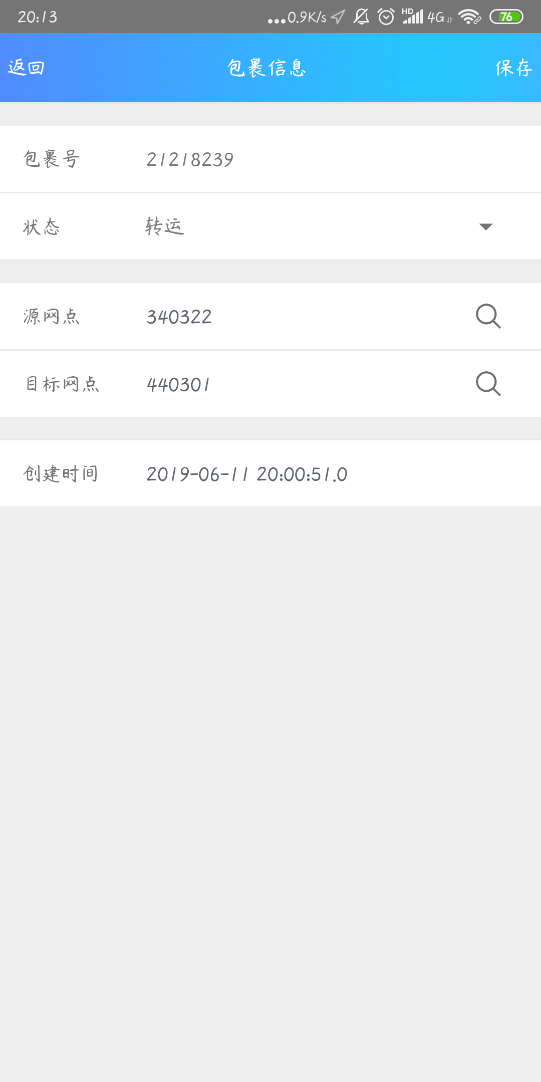 20:13 ...0.9K/s HD 4G 76
返回 包裹信息 保存
包裹号 21218239
状态 转运
源网点 340322
目标网点 440301
创建时间 2019-06-11 20:00:51.0